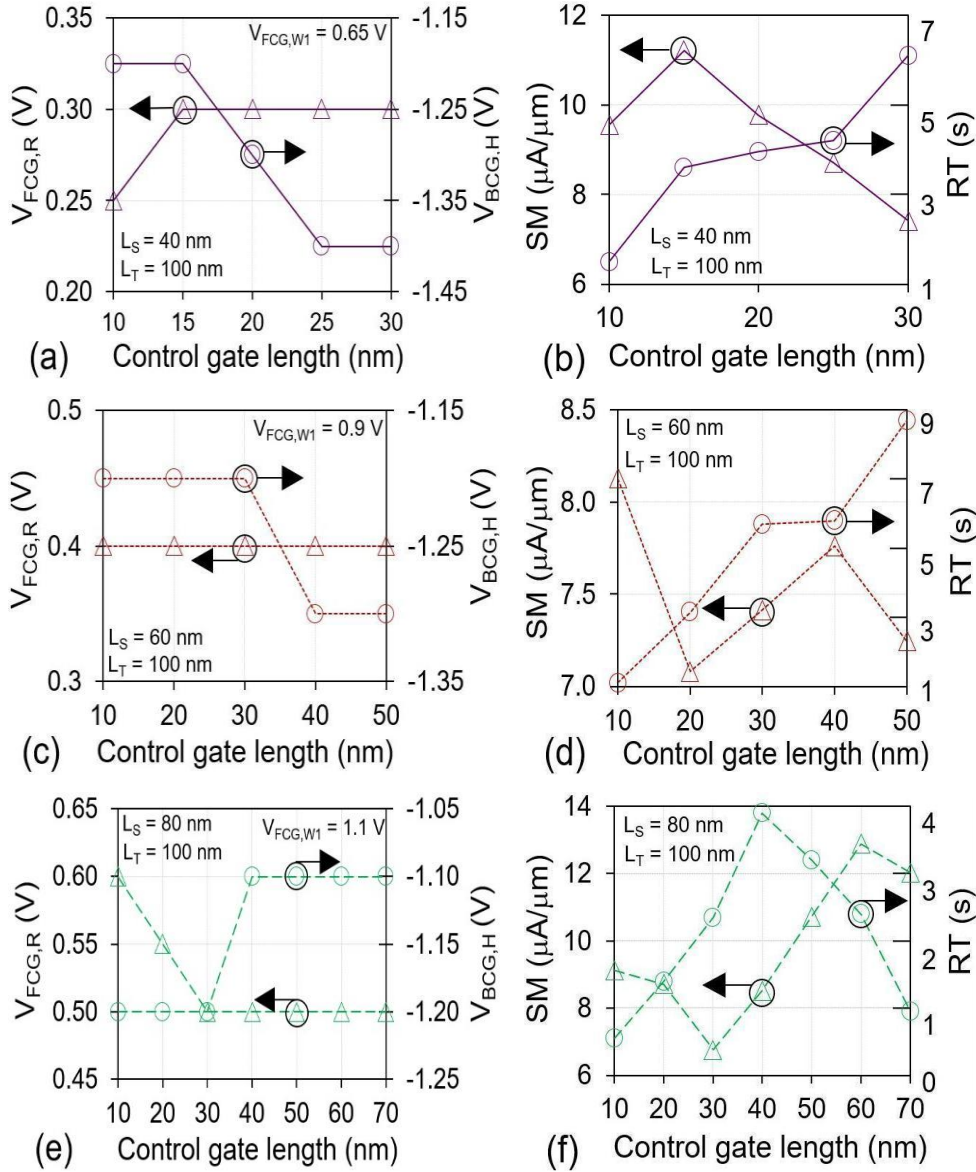 0.35
0.30
0.25
0.20
V_FCG,R (V)
V_FCG,W1 = 0.65 V
L_S = 40 nm
L_T = 100 nm
-1.15
-1.25
-1.35
-1.45
V_BCG,H (V)
10 15 20 25 30
(a) Control gate length (nm)
12
10
8
6
SM (μA/μm)
L_S = 40 nm
L_T = 100 nm
7
5
3
1
RT (s)
10 20 30
(b) Control gate length (nm)
0.5
0.4
0.3
V_FCG,R (V)
V_FCG,W1 = 0.9 V
L_S = 60 nm
L_T = 100 nm
-1.15
-1.25
-1.35
V_BCG,H (V)
10 20 30 40 50
(c) Control gate length (nm)
8.5
8.0
7.5
7.0
SM (μA/μm)
L_S = 60 nm
L_T = 100 nm
9
7
5
3
1
RT (s)
10 20 30 40 50
(d) Control gate length (nm)
0.65
0.60
0.55
0.50
0.45
V_FCG,R (V)
L_S = 80 nm
L_T = 100 nm
V_FCG,W1 = 1.1 V
-1.05
-1.10
-1.15
-1.20
-1.25
V_BCG,H (V)
10 20 30 40 50 60 70
Control gate length (nm)
(e)
14
12
10
8
6
SM (μA/μm)
L_S = 80 nm
L_T = 100 nm
4
3
2
1
0
RT (s)
10 20 30 40 50 60 70
Control gate length (nm)
(f)